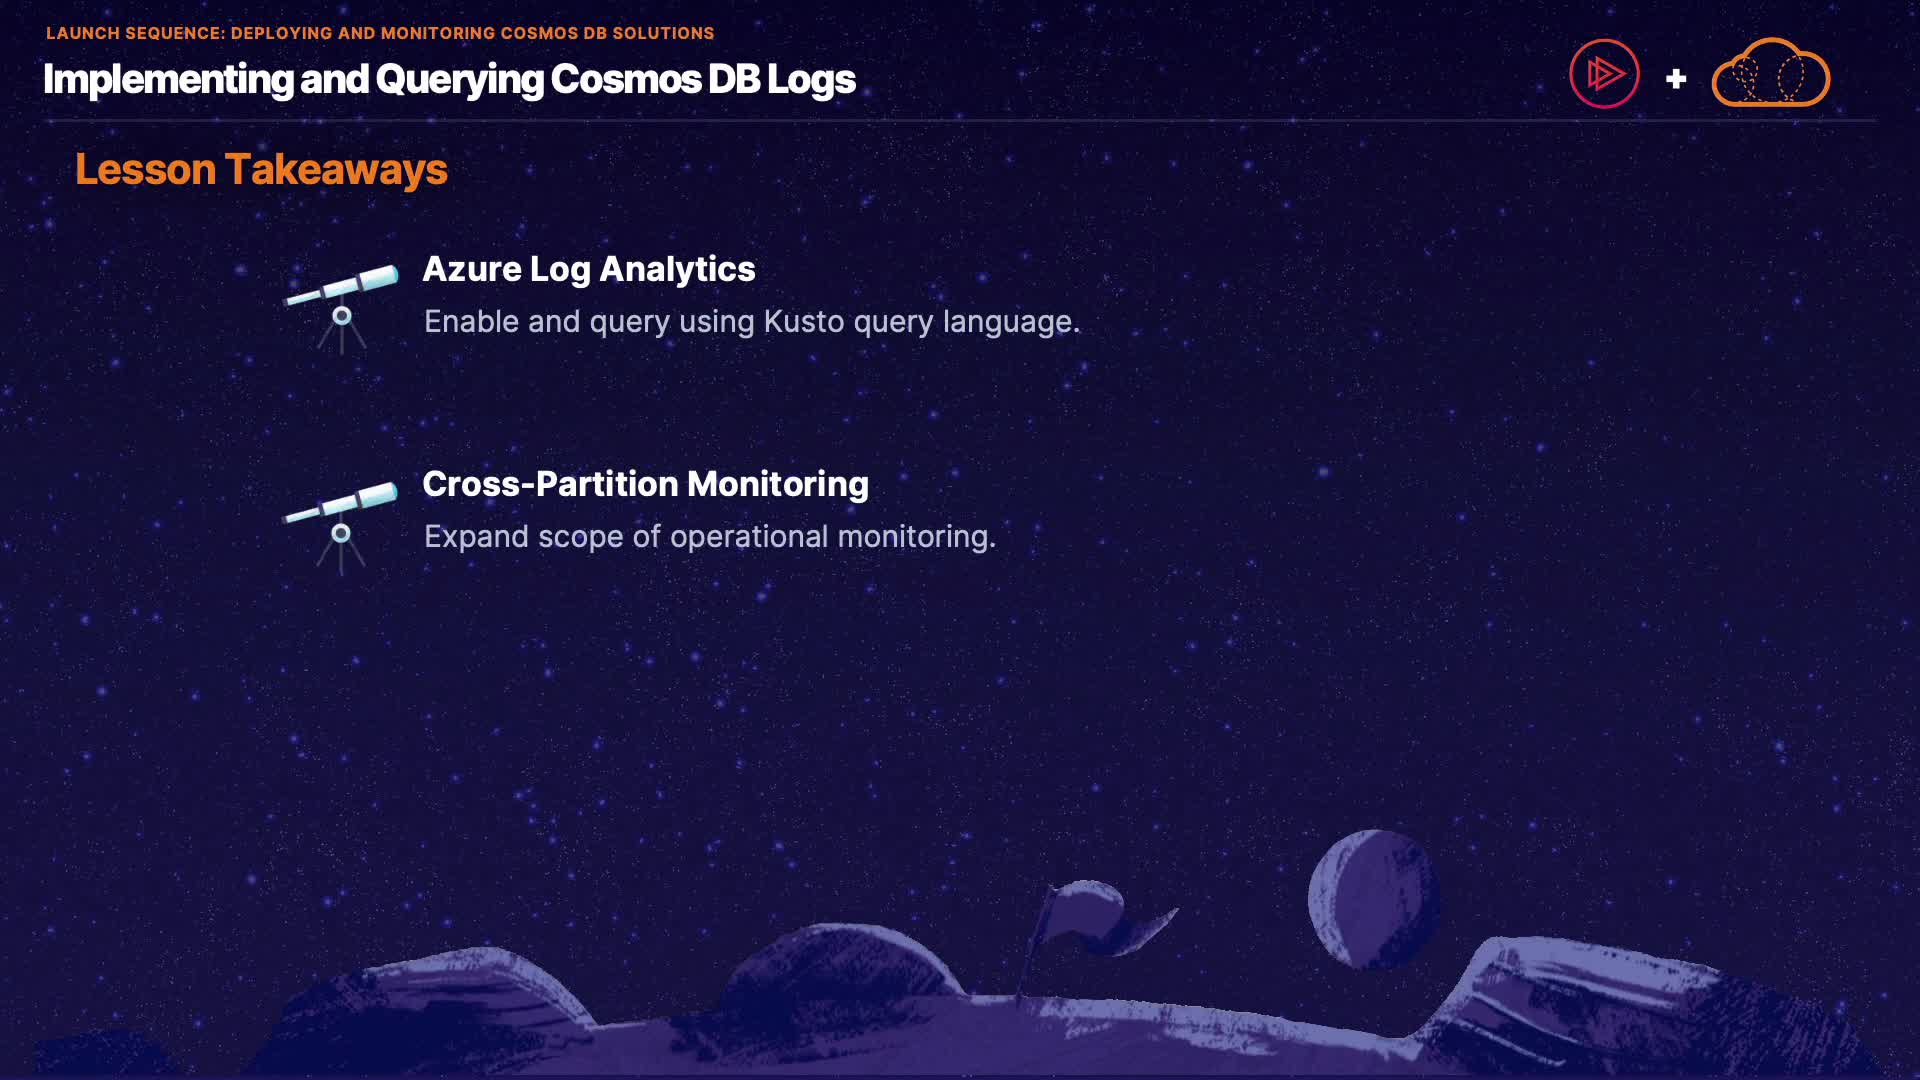 LAUNCH SEQUENCE: DEPLOYING AND MONITORING COSMOS DB SOLUTIONS
Implementing and Querying Cosmos DB Logs
+
Lesson Takeaways
Azure Log Analytics
Enable and query using Kusto query language.
Cross-Partition Monitoring
Expand scope of operational monitoring.